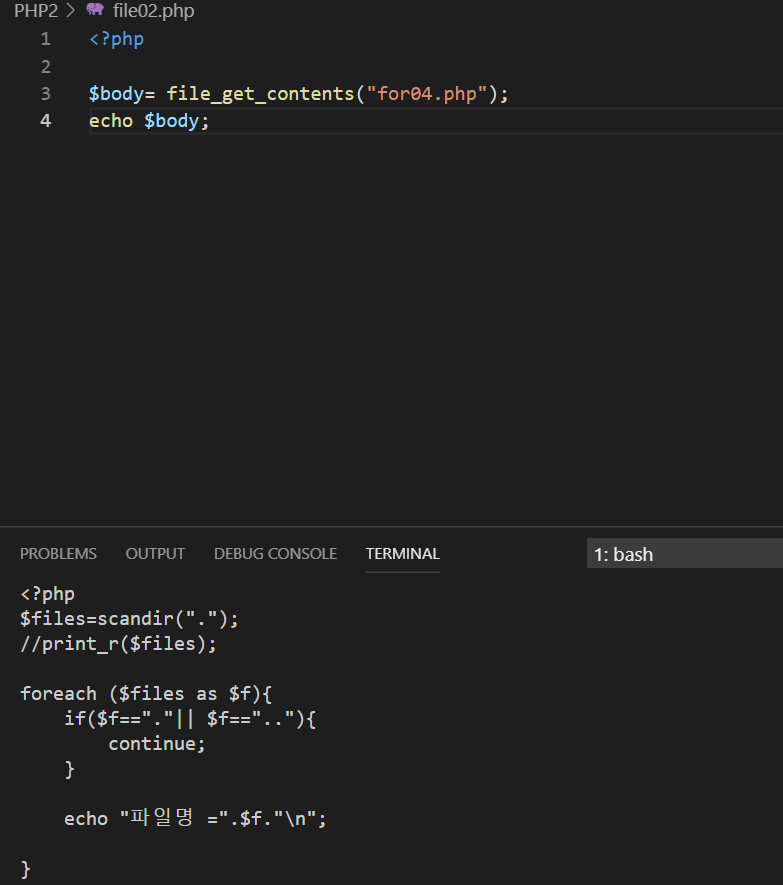 PHP2 > file02.php
1 <?php
2
3 $body= file_get_contents("for04.php");
4 echo $body;
PROBLEMS OUTPUT DEBUG CONSOLE TERMINAL 1: bash
<?php
$files=scandir(".");
//print_r($files);
foreach ($files as $f){
    if($f=="."|| $f==".."){
        continue;
    }
    echo "파일명 =".$f."\n";
}